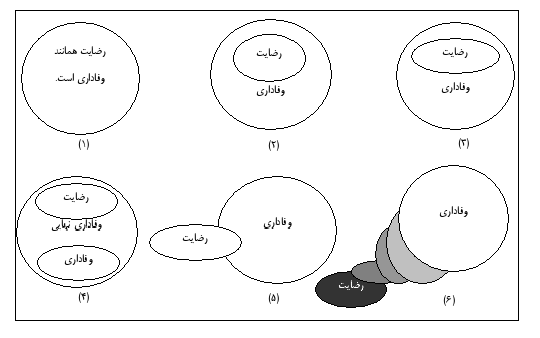 رضایت همانند
وفاداری است.
(۱)
رضایت
وفاداری
(۲)
رضایت
وفاداری
(۳)
رضایت
وفاداری نهایی
وفاداری
(۴)
رضایت
وفاداری
(۵)
وفاداری
رضایت
(۶)